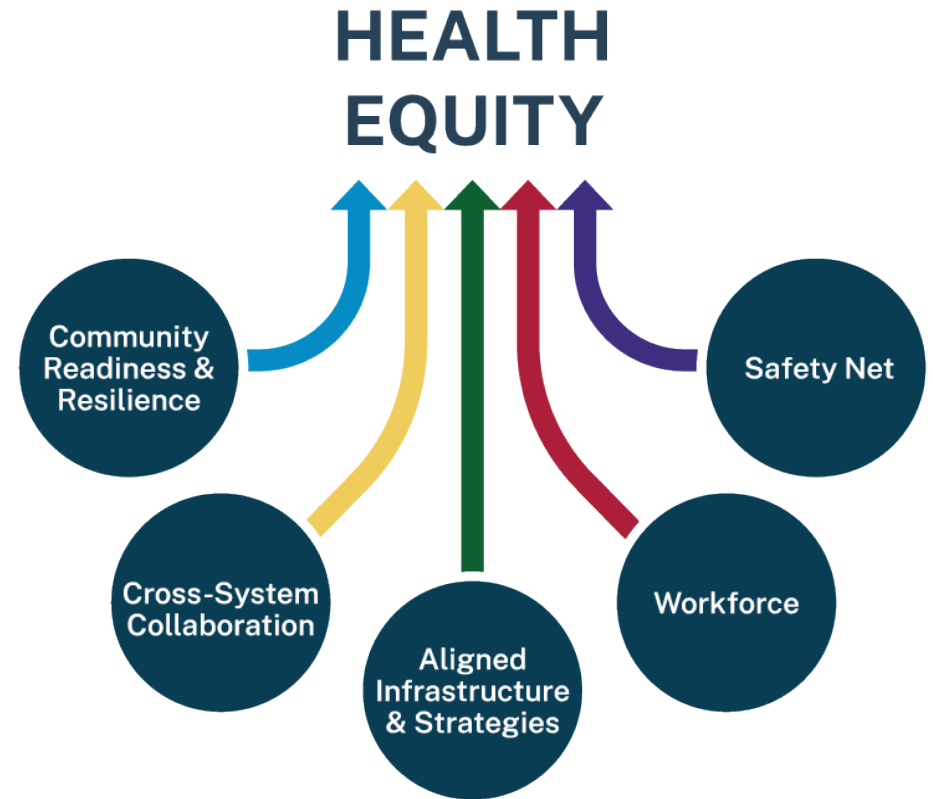 HEALTH
EQUITY
Community
Readiness &
Resilience
Safety Net
Cross-System
Collaboration
Workforce
Aligned
Infrastructure
& Strategies